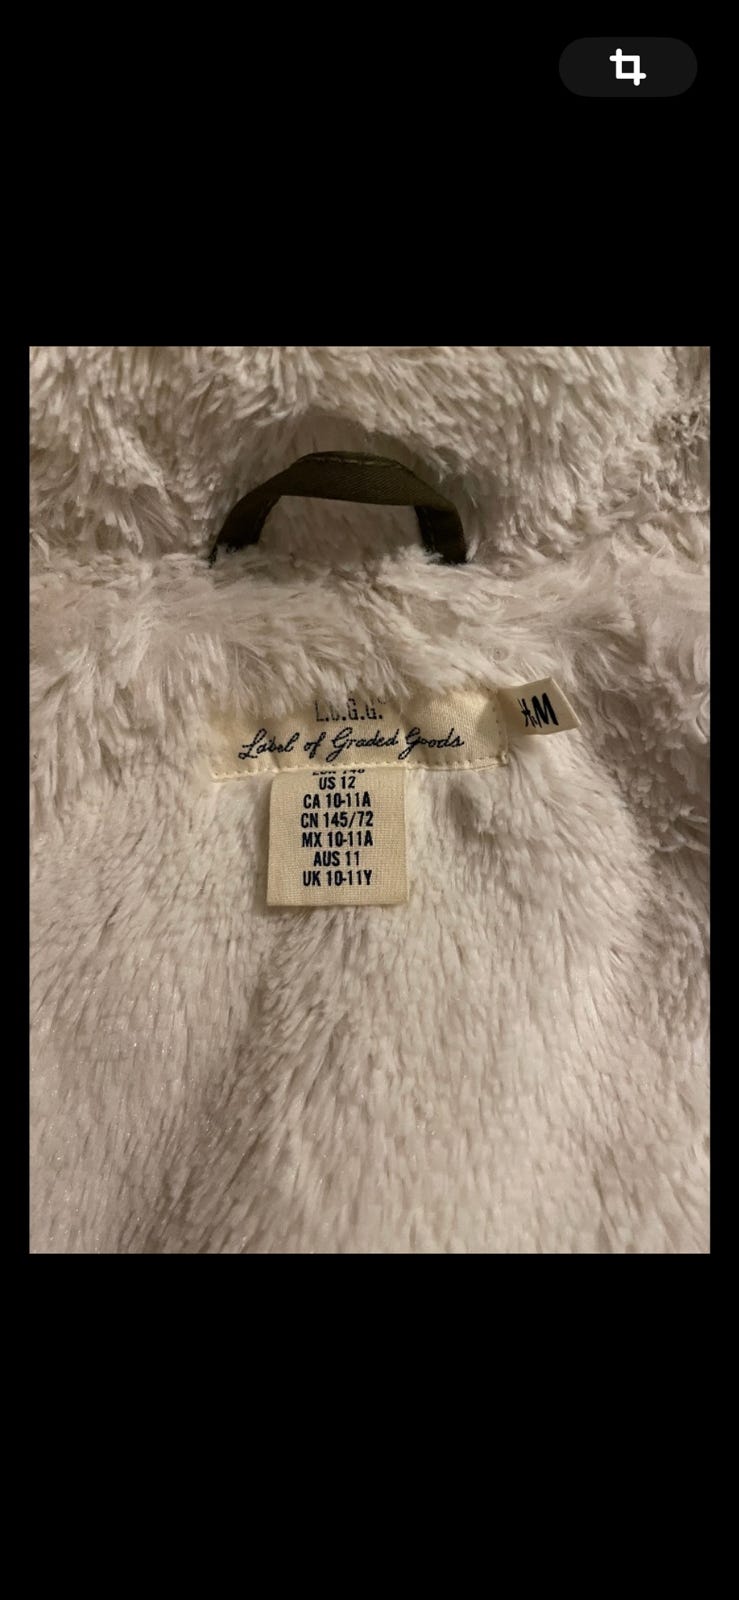 L.O.G.G.
Label of Graded Goods
H&M
US 12
CA 10-11A
CN 145/72
MX 10-11A
AUS 11
UK 10-11Y